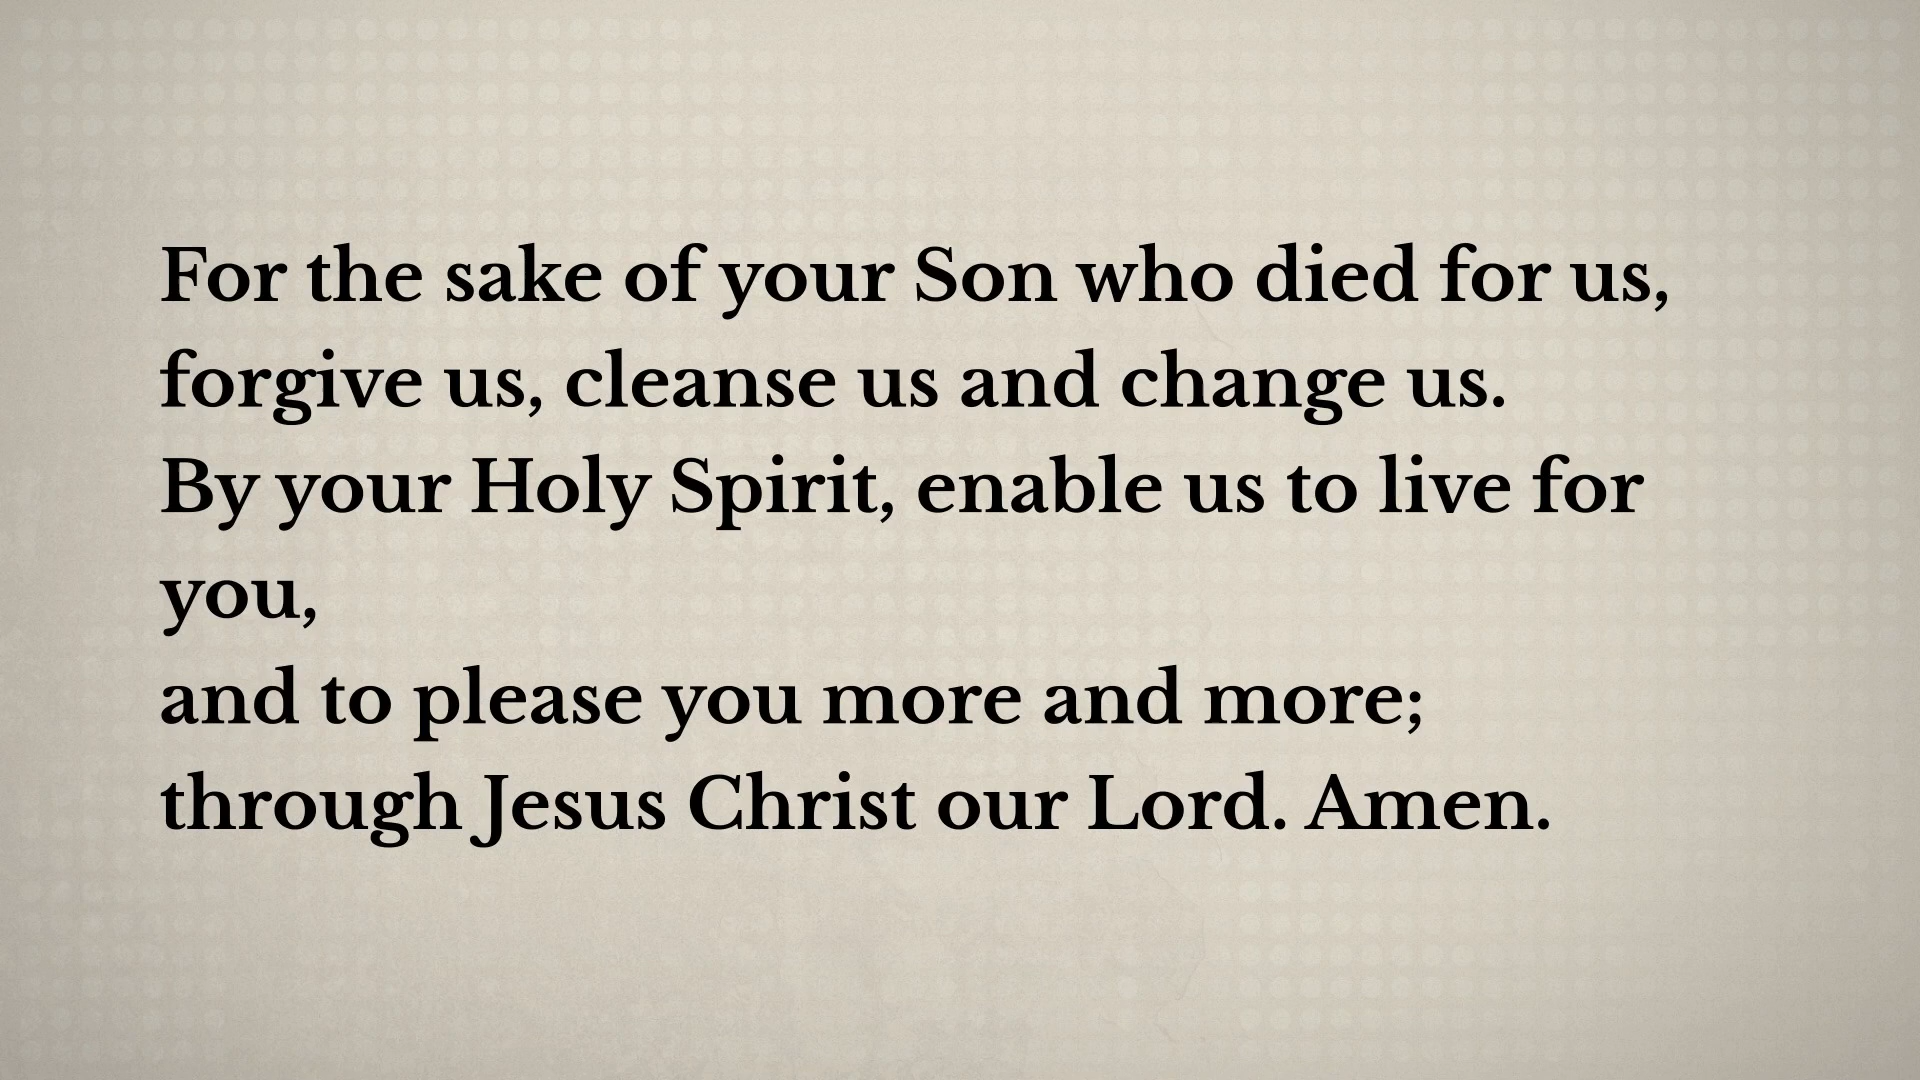 For the sake of your Son who died for us,
forgive us, cleanse us and change us.
By your Holy Spirit, enable us to live for
you,
and to please you more and more;
through Jesus Christ our Lord. Amen.